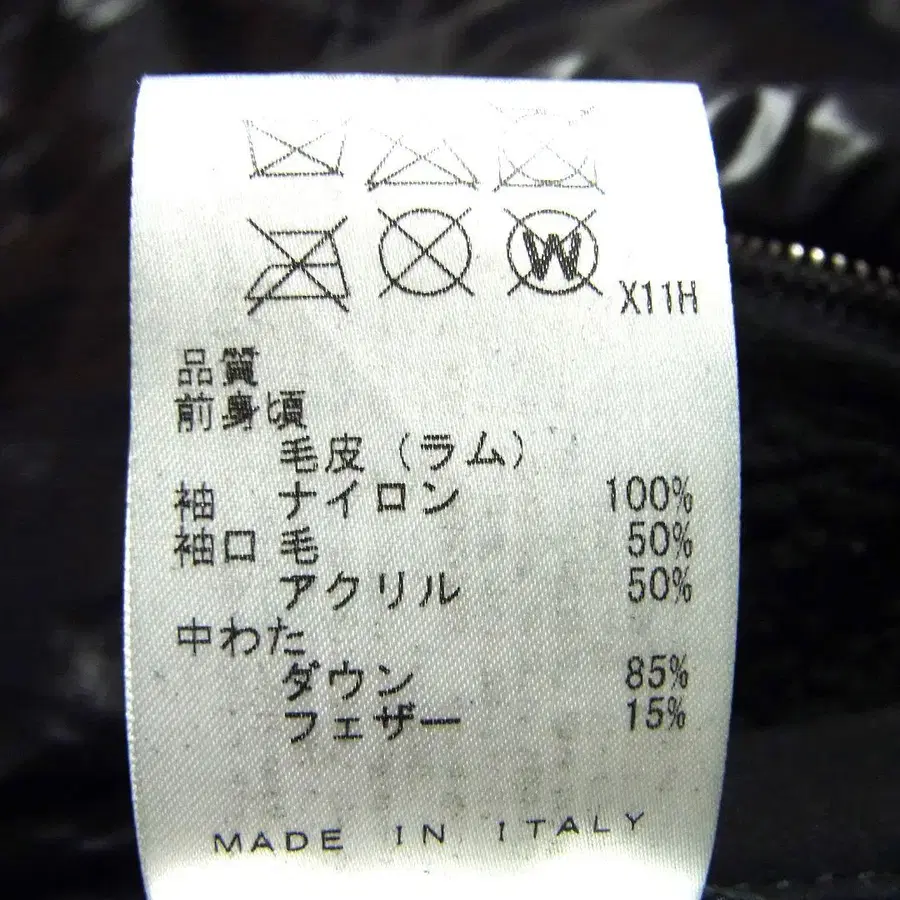 W
X11H
品質
前身頃
毛皮（ラム）
袖 ナイロン 100%
袖口 毛 50%
アクリル 50%
中わた
ダウン 85%
フェザー 15%
MADE IN ITALY